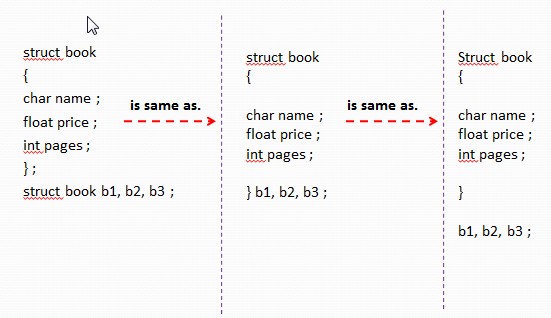 struct book
{
char name ;
float price ;
int pages ;
} ;
struct book b1, b2, b3 ;
is same as.
struct book
{
char name ;
float price ;
int pages ;
} b1, b2, b3 ;
is same as.
Struct book
{
char name ;
float price ;
int pages ;
}
b1, b2, b3 ;